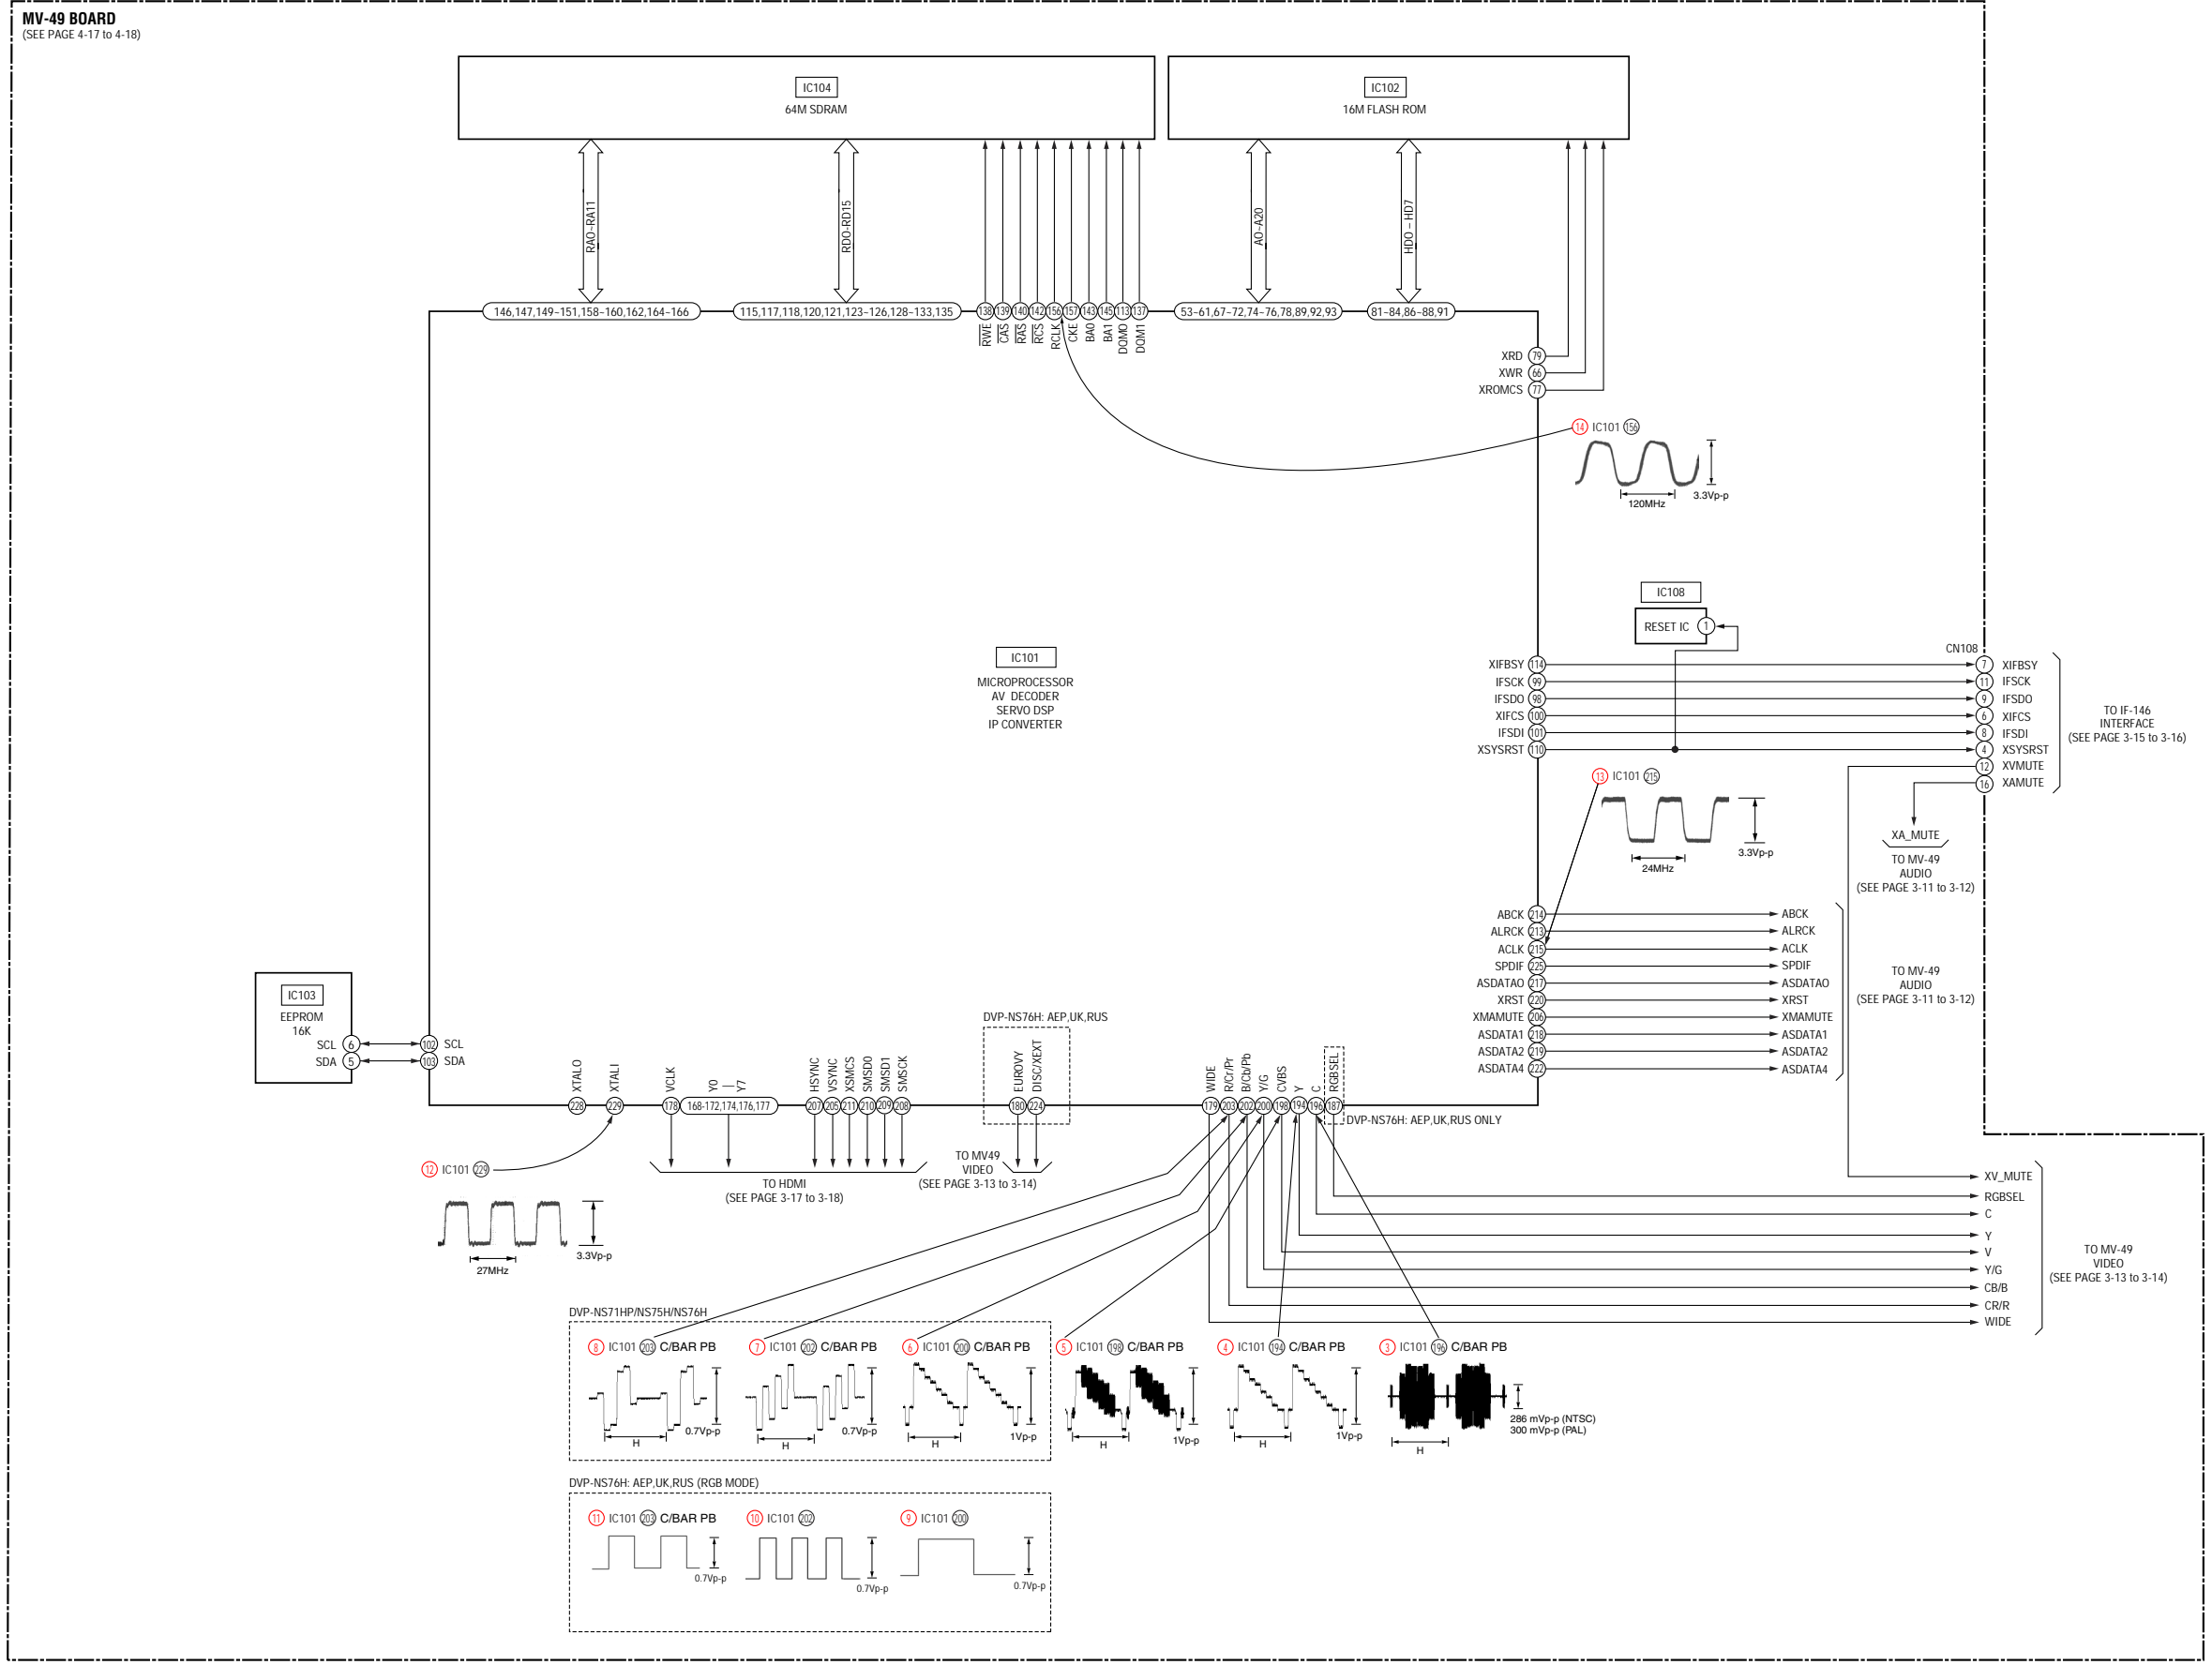 MV-49 BOARD
(SEE PAGE 4-17 to 4-18)
IC104
64M SDRAM
IC102
16M FLASH ROM
RAO~RA11
RDO-RD15
AO~A20
HDO – HD7
146,147,149~151,158~160,162,164~166
115,117,118,120,121,123~126,128~133,135
138 139 140 142 156 157 143 145 113 137
53~61,67~72,74~76,78,89,92,93
81~84,86~88,91
RWE
CAS
RAS
RCS
RCLK
CKE
BA0
BA1
DQMO
DQM1
XRD 79
XWR 66
XROMCS 77
14 IC101 156
120MHz
3.3Vp-p
IC108
RESET IC 1
IC101
MICROPROCESSOR
AV DECODER
SERVO DSP
IP CONVERTER
CN108
XIFBSY 114 7 XIFBSY
IFSCK 99 11 IFSCK
IFSDO 98 9 IFSDO
XIFCS 100 6 XIFCS
IFSDI 101 8 IFSDI
XSYSRST 110 4 XSYSRST
12 XVMUTE
16 XAMUTE
TO IF-146
INTERFACE
(SEE PAGE 3-15 to 3-16)
13 IC101 215
24MHz
3.3Vp-p
XA_MUTE
TO MV-49
AUDIO
(SEE PAGE 3-11 to 3-12)
ABCK 214 ABCK
ALRCK 213 ALRCK
ACLK 215 ACLK
SPDIF 225 SPDIF
ASDATAO 217 ASDATAO
XRST 220 XRST
XMAMUTE 206 XMAMUTE
ASDATA1 218 ASDATA1
ASDATA2 219 ASDATA2
ASDATA4 222 ASDATA4
TO MV-49
AUDIO
(SEE PAGE 3-11 to 3-12)
IC103
EEPROM
16K
SCL 6 102 SCL
SDA 5 103 SDA
DVP-NS76H: AEP,UK,RUS
XTALO
XTALI
VCLK
Y0 — Y7
HSYNC
VSYNC
XSMCS
SMSD0
SMSD1
SMSCK
EUROVY
DISC/XEXT
WIDE
R/Cr/Pr
B/Cb/Pb
Y/G
CVBS
Y
C
RGBSEL
228 229 178 168-172,174,176,177 207 205 211 210 209 208 180 224 179 203 202 200 198 194 196 187
DVP-NS76H: AEP,UK,RUS ONLY
12 IC101 229
27MHz
3.3Vp-p
TO HDMI
(SEE PAGE 3-17 to 3-18)
TO MV49
VIDEO
(SEE PAGE 3-13 to 3-14)
XV_MUTE
RGBSEL
C
Y
V
Y/G
CB/B
CR/R
WIDE
TO MV-49
VIDEO
(SEE PAGE 3-13 to 3-14)
DVP-NS71HP/NS75H/NS76H
8 IC101 203 C/BAR PB
H
0.7Vp-p
7 IC101 202 C/BAR PB
H
0.7Vp-p
6 IC101 200 C/BAR PB
H
1Vp-p
5 IC101 198 C/BAR PB
H
1Vp-p
4 IC101 194 C/BAR PB
H
1Vp-p
3 IC101 196 C/BAR PB
286 mVp-p (NTSC)
300 mVp-p (PAL)
H
DVP-NS76H: AEP,UK,RUS (RGB MODE)
11 IC101 203 C/BAR PB
0.7Vp-p
10 IC101 202
0.7Vp-p
9 IC101 200
0.7Vp-p